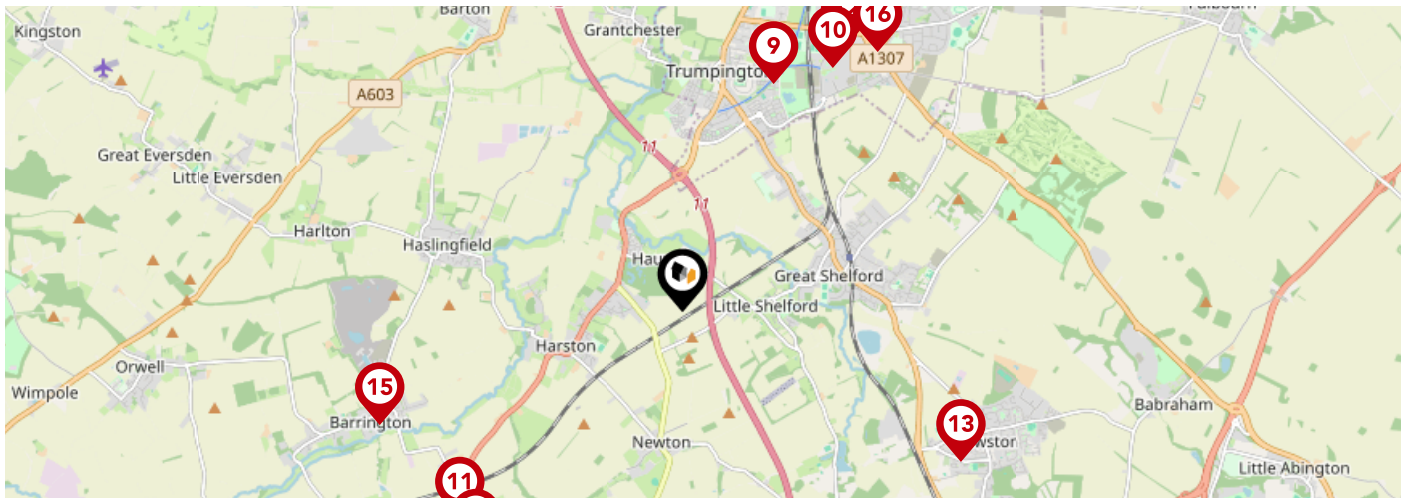 Barton
Kingston
Grantchester
16
10
9
A1307
Trumpington
A603
11
Great Eversden
Little Eversden
11
Harlton
Haslingfield
Great Shelford
Little Shelford
Harston
Orwell
Wimpole
15
Babraham
Barrington
13
Newton
Little Abington
11